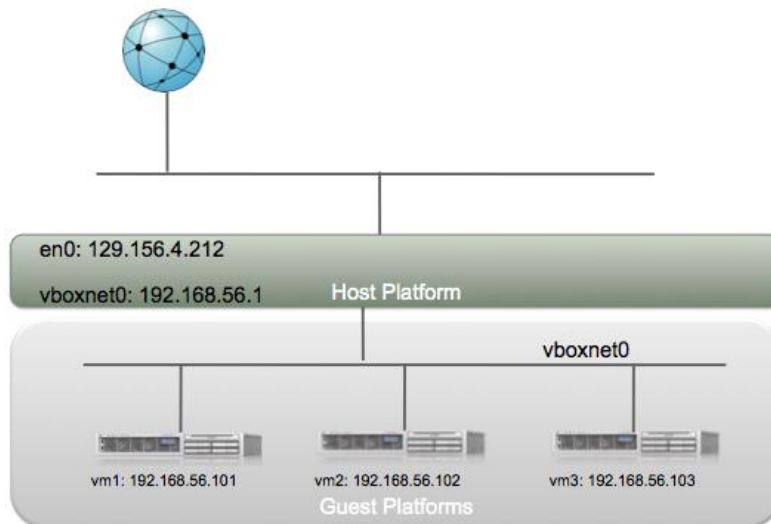 en0: 129.156.4.212
vboxnet0: 192.168.56.1
Host Platform
vboxnet0
vm1: 192.168.56.101
vm2: 192.168.56.102
vm3: 192.168.56.103
Guest Platforms